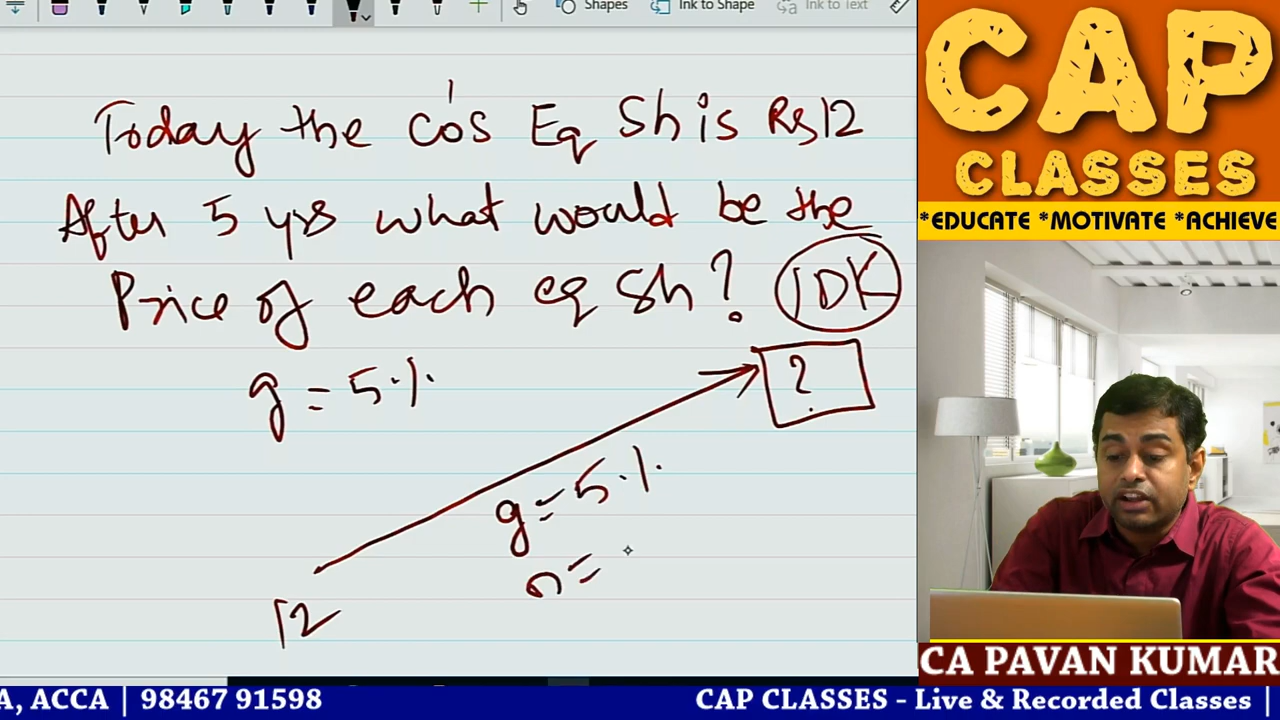 Shapes
Ink to Shape
Ink to Text
Today the Co's Eq Sh is Rs 12
After 5 yrs what would be the
Price of each eq Sh? IDK
g = 5%
?
g = 5%
n =
12
CAP
CLASSES
*EDUCATE *MOTIVATE *ACHIEVE
CA PAVAN KUMAR
A, ACCA | 98467 91598
CAP CLASSES - Live & Recorded Classes |